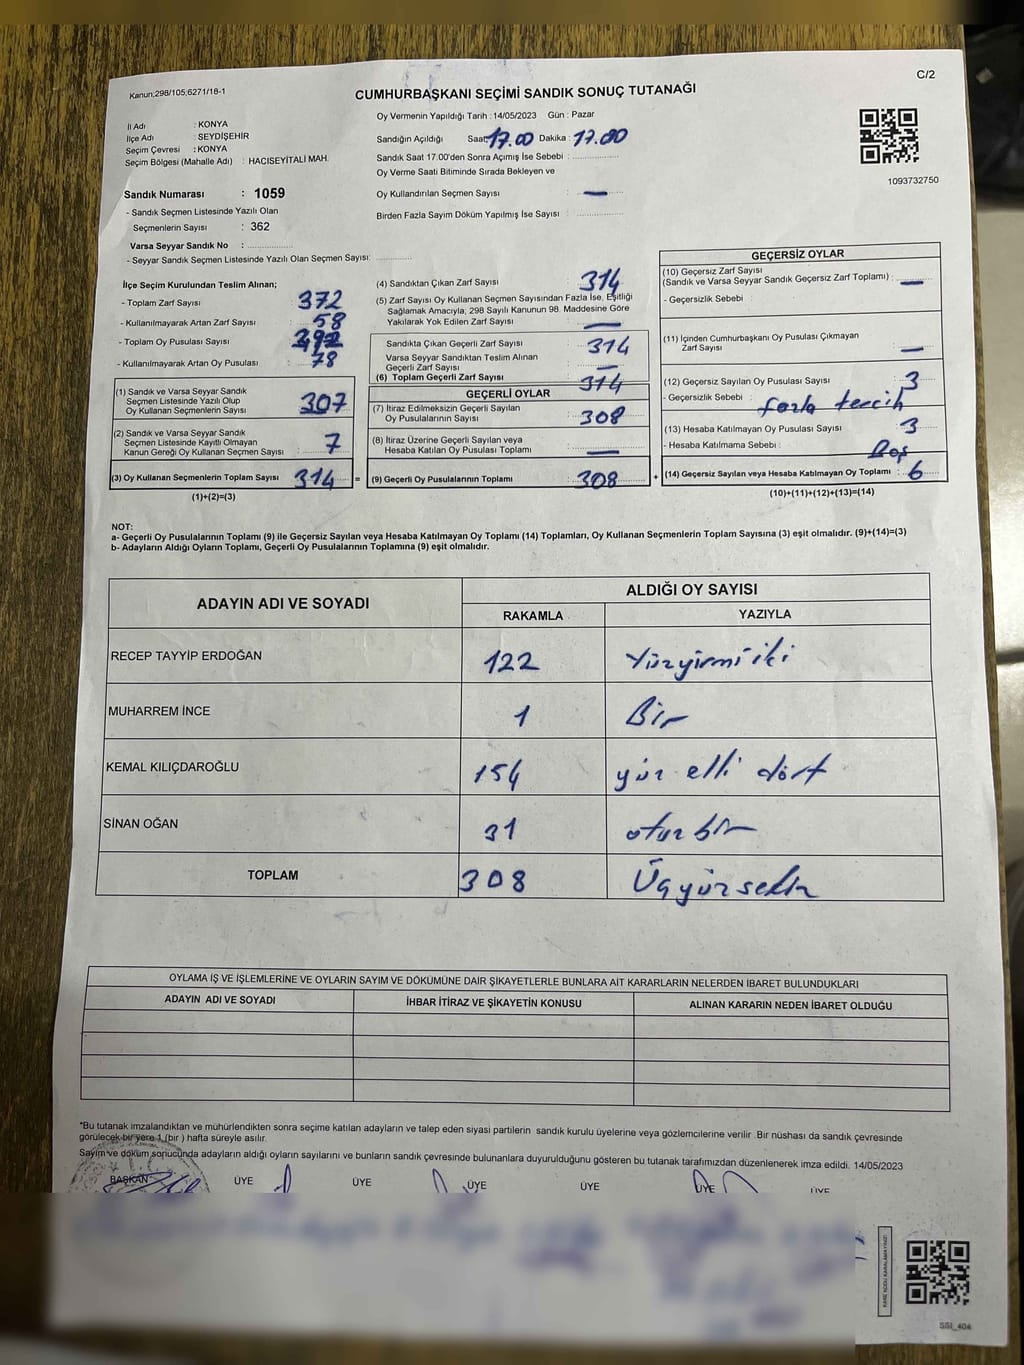 C/2
Kanun;298/105;6271/18-1
CUMHURBAŞKANI SEÇİMİ SANDIK SONUÇ TUTANAĞI
İl Adı : KONYA
İlçe Adı : SEYDİŞEHİR
Seçim Çevresi : KONYA
Seçim Bölgesi (Mahalle Adı) : HACISEYİTALİ MAH.
Sandık Numarası : 1059
- Sandık Seçmen Listesinde Yazılı Olan
Seçmenlerin Sayısı : 362
Varsa Seyyar Sandık No :
- Seyyar Sandık Seçmen Listesinde Yazılı Olan Seçmen Sayısı:
Oy Vermenin Yapıldığı Tarih : 14/05/2023 Gün : Pazar
Sandığın Açıldığı Saat: 17.00 Dakika : 17.00
Sandık Saat 17.00'den Sonra Açımış İse Sebebi :
Oy Verme Saati Bitiminde Sırada Bekleyen ve
Oy Kullandırılan Seçmen Sayısı : —
Birden Fazla Sayım Döküm Yapılmış İse Sayısı :
1093732750
İlçe Seçim Kurulundan Teslim Alınan;
- Toplam Zarf Sayısı : 372
- Kullanılmayarak Artan Zarf Sayısı : 58
- Toplam Oy Pusulası Sayısı :
- Kullanılmayarak Artan Oy Pusulası : 78
(1) Sandık ve Varsa Seyyar Sandık
Seçmen Listesinde Yazılı Olup
Oy Kullanan Seçmenlerin Sayısı : 307
(2) Sandık ve Varsa Seyyar Sandık
Seçmen Listesinde Kayıtlı Olmayan
Kanun Gereği Oy Kullanan Seçmen Sayısı : 7
(3) Oy Kullanan Seçmenlerin Toplam Sayısı : 314 =
(1)+(2)=(3)
(4) Sandıktan Çıkan Zarf Sayısı : 314
(5) Zarf Sayısı Oy Kullanan Seçmen Sayısından Fazla İse, Eşitliği
Sağlamak Amacıyla, 298 Sayılı Kanunun 98. Maddesine Göre
Yakılarak Yok Edilen Zarf Sayısı : —
Sandıkta Çıkan Geçerli Zarf Sayısı : 314
Varsa Seyyar Sandıktan Teslim Alınan
Geçerli Zarf Sayısı : —
(6) Toplam Geçerli Zarf Sayısı : 314
GEÇERLİ OYLAR
(7) İtiraz Edilmeksizin Geçerli Sayılan
Oy Pusulalarının Sayısı : 308
(8) İtiraz Üzerine Geçerli Sayılan veya
Hesaba Katılan Oy Pusulası Toplamı : —
(9) Geçerli Oy Pusulalarının Toplamı : 308 +
GEÇERSİZ OYLAR
(10) Geçersiz Zarf Sayısı
(Sandık ve Varsa Seyyar Sandık Geçersiz Zarf Toplamı) : —
- Geçersizlik Sebebi
(11) İçinden Cumhurbaşkanı Oy Pusulası Çıkmayan
Zarf Sayısı : —
(12) Geçersiz Sayılan Oy Pusulası Sayısı : 3
- Geçersizlik Sebebi : fazla tercih
(13) Hesaba Katılmayan Oy Pusulası Sayısı : 3
- Hesaba Katılmama Sebebi : Boş
(14) Geçersiz Sayılan veya Hesaba Katılmayan Oy Toplamı : 6
(10)+(11)+(12)+(13)=(14)
NOT:
a- Geçerli Oy Pusulalarının Toplamı (9) ile Geçersiz Sayılan veya Hesaba Katılmayan Oy Toplamı (14) Toplamları, Oy Kullanan Seçmenlerin Toplam Sayısına (3) eşit olmalıdır. (9)+(14)=(3)
b- Adayların Aldığı Oyların Toplamı, Geçerli Oy Pusulalarının Toplamına (9) eşit olmalıdır.
ADAYIN ADI VE SOYADI ALDIĞI OY SAYISI
RAKAMLA YAZIYLA
RECEP TAYYİP ERDOĞAN 122 Yüzyirmi iki
MUHARREM İNCE 1 Bir
KEMAL KILIÇDAROĞLU 154 yüz elli dört
SİNAN OĞAN 31 otuz bir
TOPLAM 308 Üçyüzsekiz
OYLAMA İŞ VE İŞLEMLERİNE VE OYLARIN SAYIM VE DÖKÜMÜNE DAİR ŞİKAYETLERLE BUNLARA AİT KARARLARIN NELERDEN İBARET BULUNDUKLARI
ADAYIN ADI VE SOYADI İHBAR İTİRAZ VE ŞİKAYETİN KONUSU ALINAN KARARIN NEDEN İBARET OLDUĞU
*Bu tutanak imzalandıktan ve mühürlendikten sonra seçime katılan adayların ve talep eden siyasi partilerin sandık kurulu üyelerine veya gözlemcilerine verilir. Bir nüshası da sandık çevresinde
görülecek bir yere 1 (bir ) hafta süreyle asılır.
Sayım ve döküm sonucunda adayların aldığı oyların sayılarını ve bunların sandık çevresinde bulunanlara duyurulduğunu gösteren bu tutanak tarafımızdan düzenlenerek imza edildi. 14/05/2023
BAŞKAN ÜYE ÜYE ÜYE ÜYE ÜYE ÜYE
KARE KODU KARALAMAYINIZ!
SSI_404